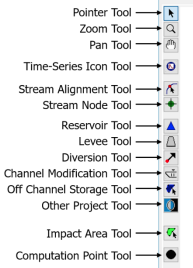 Pointer Tool
Zoom Tool
Pan Tool
Time-Series Icon Tool
Stream Alignment Tool
Stream Node Tool
Reservoir Tool
Levee Tool
Diversion Tool
Channel Modification Tool
Off Channel Storage Tool
Other Project Tool
Impact Area Tool
Computation Point Tool